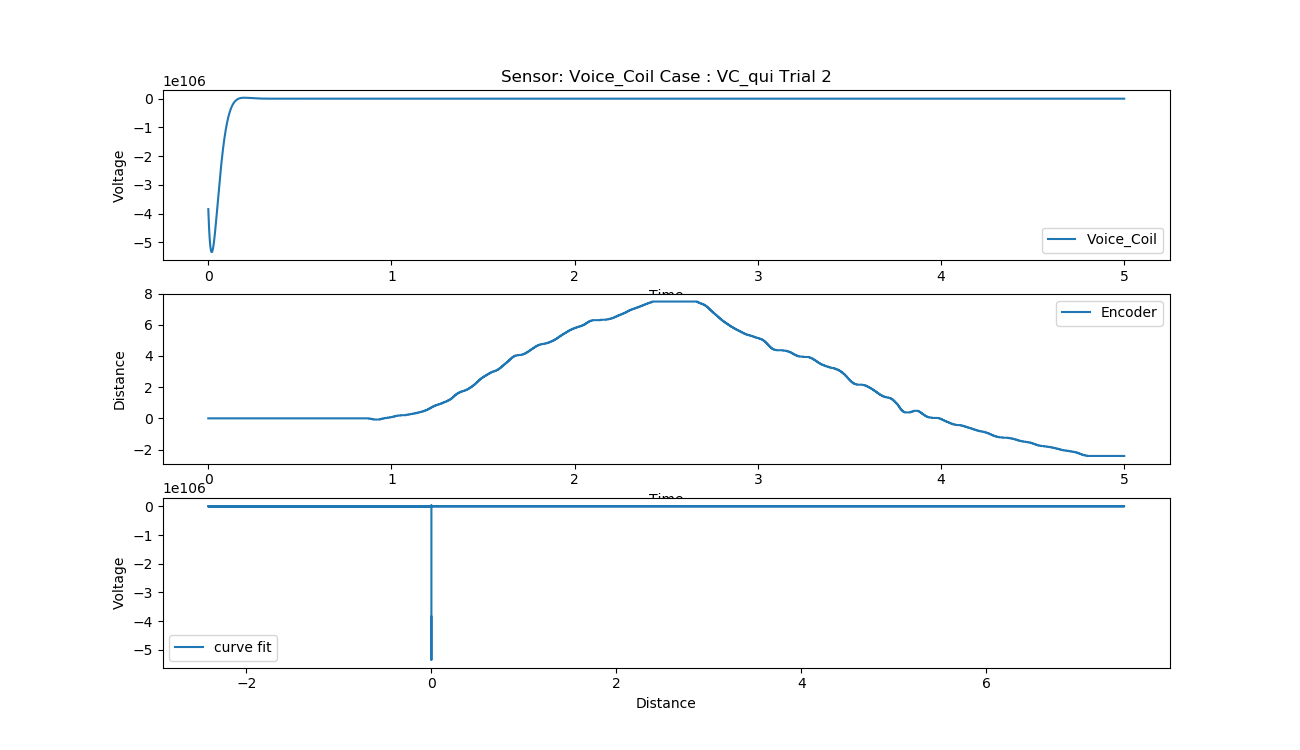 Sensor: Voice_Coil Case : VC_qui Trial 2
1e106
0
−1
−2
−3
−4
−5
Voltage
Voice_Coil
0 1 2 3 4 5
Time
8
6
4
2
0
−2
Distance
Encoder
0 1 2 3 4 5
Time
1e106
0
−1
−2
−3
−4
−5
Voltage
curve fit
−2 0 2 4 6
Distance